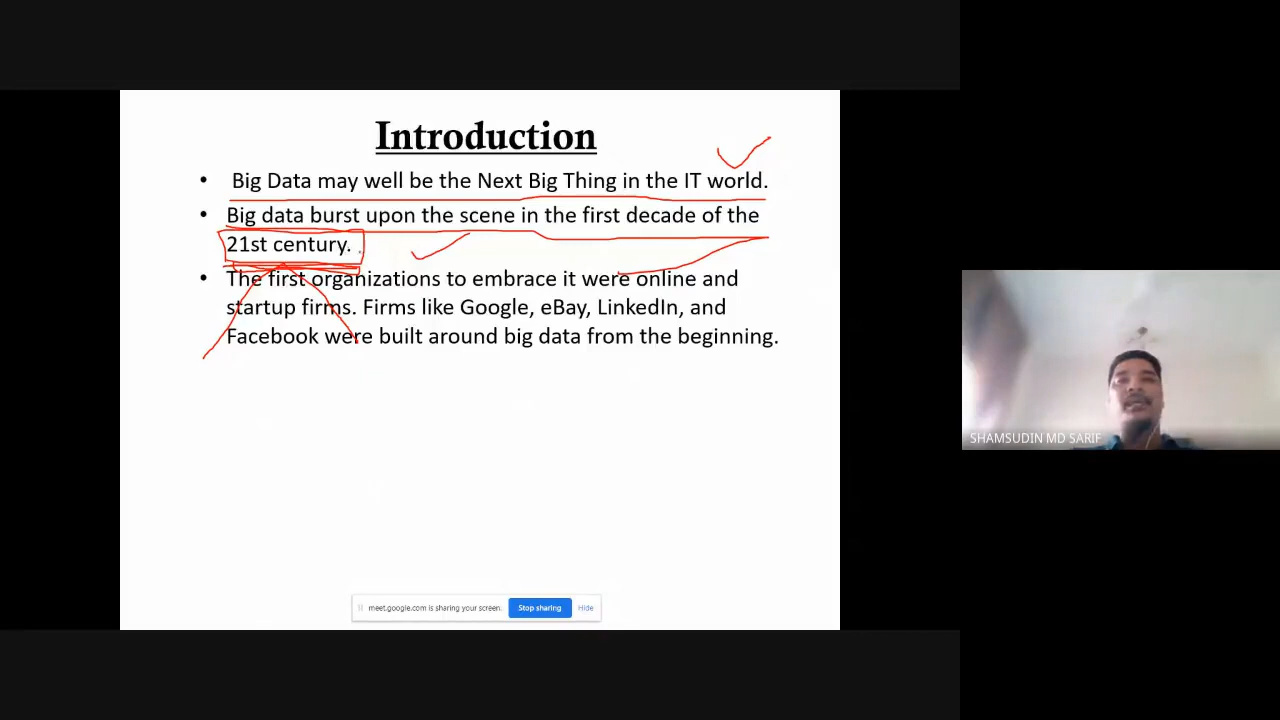 Introduction
• Big Data may well be the Next Big Thing in the IT world.
• Big data burst upon the scene in the first decade of the
21st century.
• The first organizations to embrace it were online and
startup firms. Firms like Google, eBay, LinkedIn, and
Facebook were built around big data from the beginning.
SHAMSUDIN MD SARIF
meet.google.com is sharing your screen. Stop sharing Hide